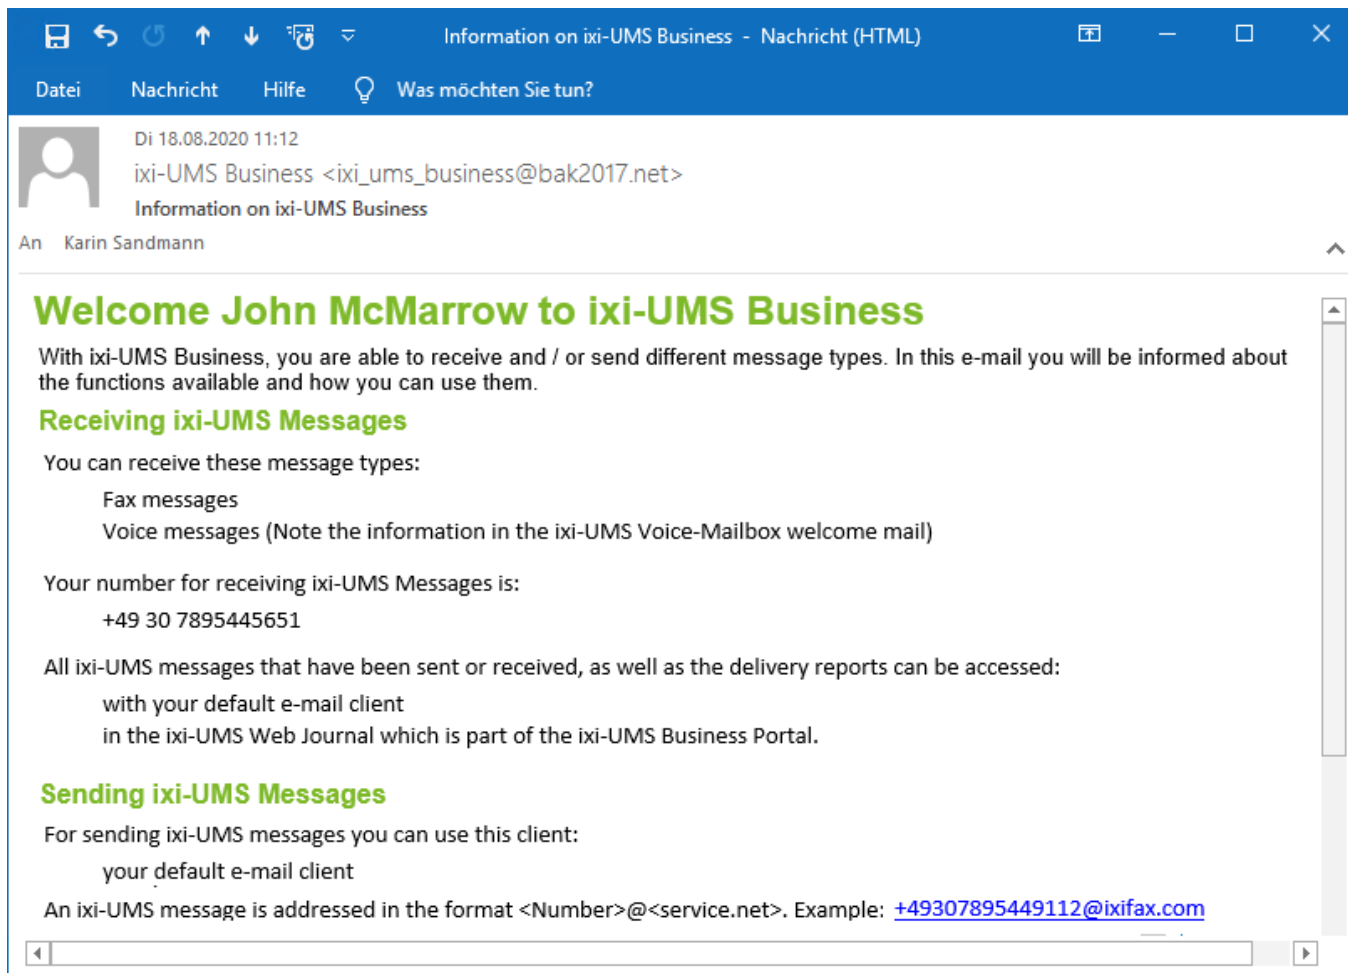 Information on ixi-UMS Business - Nachricht (HTML)
Datei Nachricht Hilfe Was möchten Sie tun?
Di 18.08.2020 11:12
ixi-UMS Business <ixi_ums_business@bak2017.net>
Information on ixi-UMS Business
An Karin Sandmann
Welcome John McMarrow to ixi-UMS Business
With ixi-UMS Business, you are able to receive and / or send different message types. In this e-mail you will be informed about
the functions available and how you can use them.
Receiving ixi-UMS Messages
You can receive these message types:
Fax messages
Voice messages (Note the information in the ixi-UMS Voice-Mailbox welcome mail)
Your number for receiving ixi-UMS Messages is:
+49 30 7895445651
All ixi-UMS messages that have been sent or received, as well as the delivery reports can be accessed:
with your default e-mail client
in the ixi-UMS Web Journal which is part of the ixi-UMS Business Portal.
Sending ixi-UMS Messages
For sending ixi-UMS messages you can use this client:
your default e-mail client
An ixi-UMS message is addressed in the format <Number>@<service.net>. Example: +49307895449112@ixifax.com